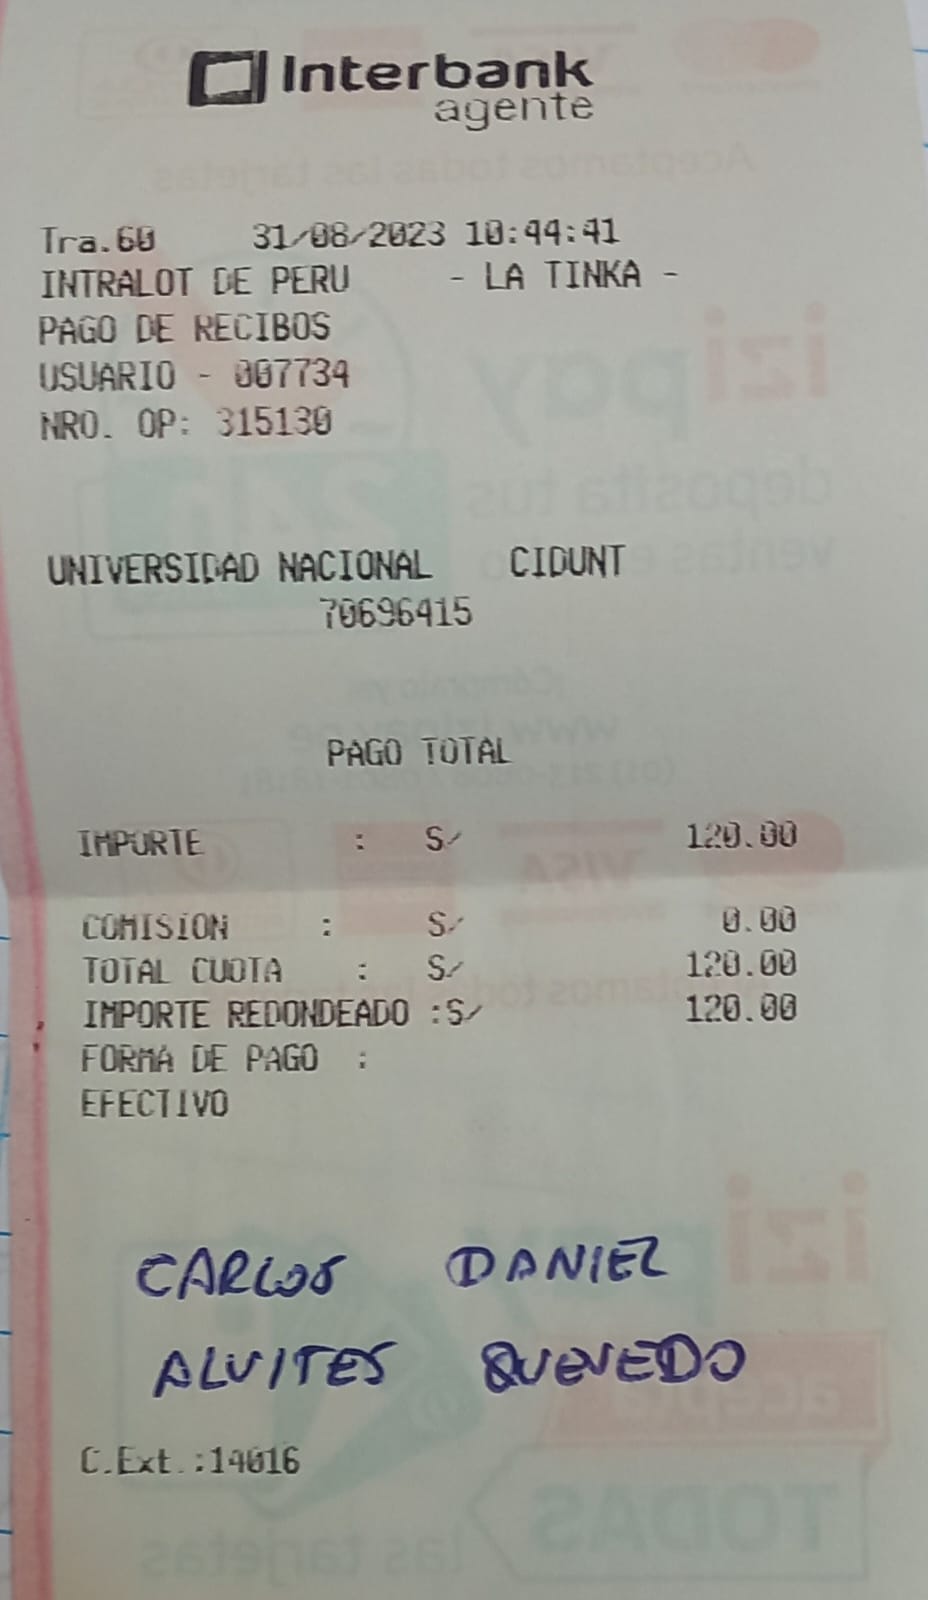 Interbank
agente
Tra.60 31/08/2023 10:44:41
INTRALOT DE PERU - LA TINKA -
PAGO DE RECIBOS
USUARIO - 007734
NRO. OP: 315130
UNIVERSIDAD NACIONAL CIDUNT
70696415
PAGO TOTAL
IMPORTE : S/ 120.00
COMISION : S/ 0.00
TOTAL CUOTA : S/ 120.00
IMPORTE REDONDEADO :S/ 120.00
FORMA DE PAGO :
EFECTIVO
CARLOS DANIEL
ALVITES QUEVEDO
C.Ext.:14016